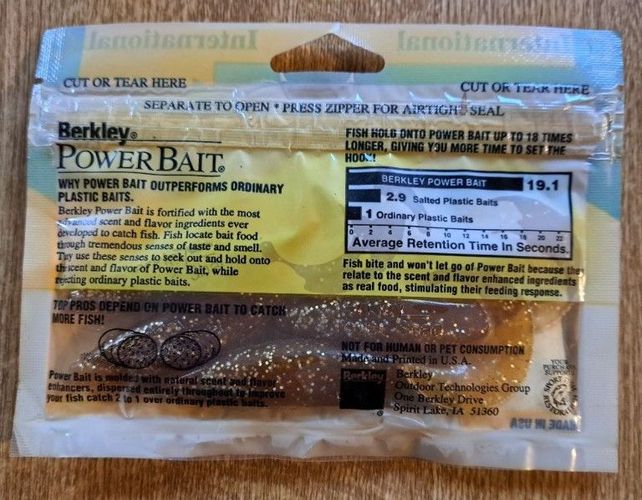 International
International
CUT OR TEAR HERE
CUT OR TEAR HERE
SEPARATE TO OPEN * PRESS ZIPPER FOR AIRTIGHT SEAL
Berkley®
POWER BAIT®
WHY POWER BAIT OUTPERFORMS ORDINARY
PLASTIC BAITS.
Berkley Power Bait is fortified with the most
advanced scent and flavor ingredients ever
developed to catch fish. Fish locate bait food
through tremendous senses of taste and smell.
They use these senses to seek out and hold onto
the scent and flavor of Power Bait, while
rejecting ordinary plastic baits.
TOP PROS DEPEND ON POWER BAIT TO CATCH
MORE FISH!
Power Bait is molded with natural scent and flavor
enhancers, dispersed entirely throughout to improve
your fish catch 2 to 1 over ordinary plastic baits.
FISH HOLD ONTO POWER BAIT UP TO 18 TIMES
LONGER, GIVING YOU MORE TIME TO SET THE
HOOK!
BERKLEY POWER BAIT 19.1
2.9 Salted Plastic Baits
1 Ordinary Plastic Baits
0 2 4 6 8 10 12 14 16 18 20 22
Average Retention Time In Seconds.
Fish bite and won't let go of Power Bait because they
relate to the scent and flavor enhanced ingredients
as real food, stimulating their feeding response.
NOT FOR HUMAN OR PET CONSUMPTION
Made and Printed in U.S.A.
Berkley
Berkley
Outdoor Technologies Group
One Berkley Drive
Spirit Lake, IA 51360
YOUR
PURCHASE
SUPPORTS
SPORT
MADE IN USA